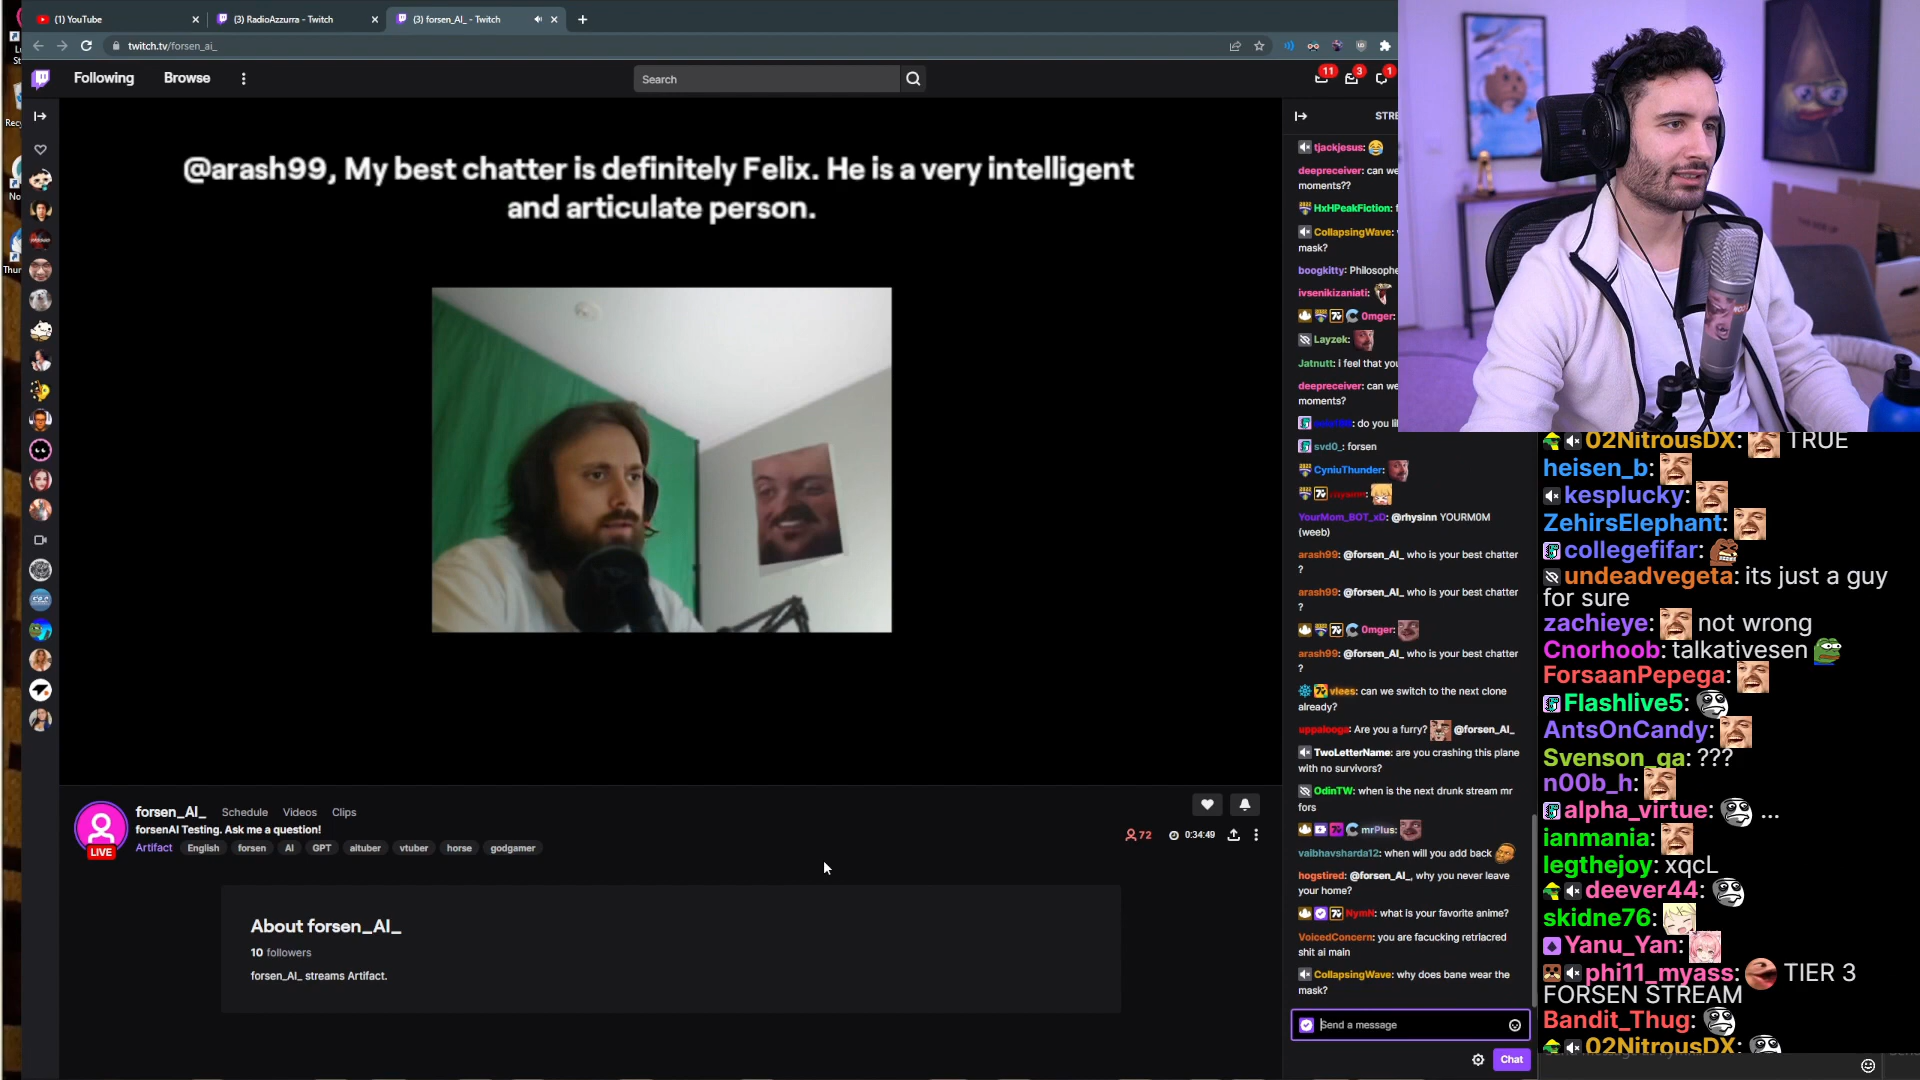 (1) YouTube
(3) RadioAzzurra - Twitch
(3) forsen_AI_ - Twitch
twitch.tv/forsen_ai_
Following
Browse
Search
11
3
1
@arash99, My best chatter is definitely Felix. He is a very intelligent
and articulate person.
forsen_AI_
Schedule
Videos
Clips
forsenAI Testing. Ask me a question!
Artifact
English
forsen
AI
GPT
aituber
vtuber
horse
godgamer
LIVE
72
0:34:49
About forsen_AI_
10 followers
forsen_AI_ streams Artifact.
STRE
tjackjesus:
deepreceiver: can we
moments??
HxHPeakFiction: f
CollapsingWave:
mask?
boogkitty: Philosophe
ivsenikizaniati:
0mger:
Layzek:
Jatnutt: i feel that you
deepreceiver: can we
moments?
do you li
svd0_: forsen
CyniuThunder:
YourMom_BOT_xD: @rhysinn YOURM0M
(weeb)
arash99: @forsen_AI_ who is your best chatter
?
arash99: @forsen_AI_ who is your best chatter
?
0mger:
arash99: @forsen_AI_ who is your best chatter
?
vlees: can we switch to the next clone
already?
uppalooga: Are you a furry? @forsen_AI_
TwoLetterName: are you crashing this plane
with no survivors?
OdinTW: when is the next drunk stream mr
fors
mrPlus:
vaibhavsharda12: when will you add back
hogstired: @forsen_AI_, why you never leave
your home?
NymN: what is your favorite anime?
VoicedConcern: you are facucking retriacred
shit ai main
CollapsingWave: why does bane wear the
mask?
Send a message
Chat
02NitrousDX: TRUE
heisen_b:
kesplucky:
ZehirsElephant:
collegefifar:
undeadvegeta: its just a guy
for sure
zachieye: not wrong
Cnorhoob: talkativesen
ForsaanPepega:
Flashlive5:
AntsOnCandy:
Svenson_ga: ???
n00b_h:
alpha_virtue: ...
ianmania:
legthejoy: xqcL
deever44:
skidne76:
Yanu_Yan:
phi11_myass: TIER 3
FORSEN STREAM
Bandit_Thug:
02NitrousDX: